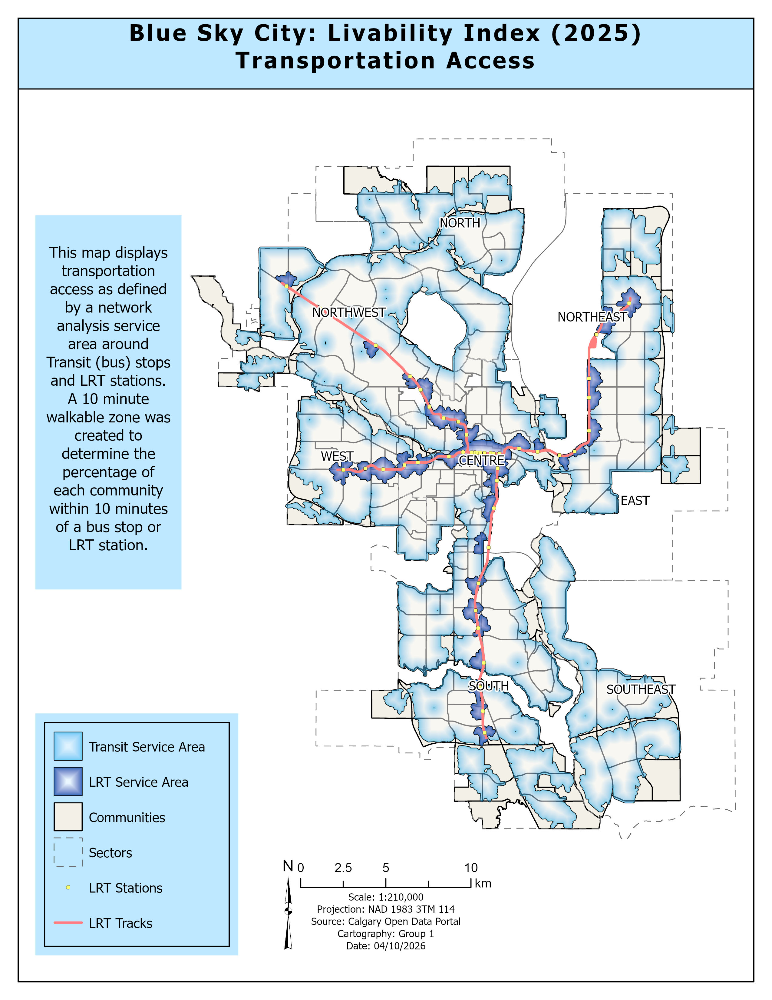 Blue Sky City: Livability Index (2025)
Transportation Access
This map displays
transportation
access as defined
by a network
analysis service
area around
Transit (bus) stops
and LRT stations.
A 10 minute
walkable zone was
created to
determine the
percentage of
each community
within 10 minutes
of a bus stop or
LRT station.
NORTH
NORTHWEST
NORTHEAST
WEST
CENTRE
EAST
SOUTH
SOUTHEAST
Transit Service Area
LRT Service Area
Communities
Sectors
LRT Stations
LRT Tracks
N 0 2.5 5 10
km
Scale: 1:210,000
Projection: NAD 1983 3TM 114
Source: Calgary Open Data Portal
Cartography: Group 1
Date: 04/10/2026